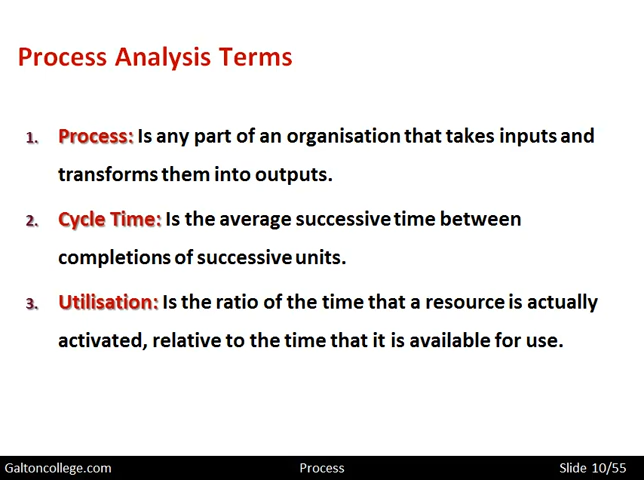 Process Analysis Terms
1. Process: Is any part of an organisation that takes inputs and
transforms them into outputs.
2. Cycle Time: Is the average successive time between
completions of successive units.
3. Utilisation: Is the ratio of the time that a resource is actually
activated, relative to the time that it is available for use.
Galtoncollege.com Process Slide 10/55